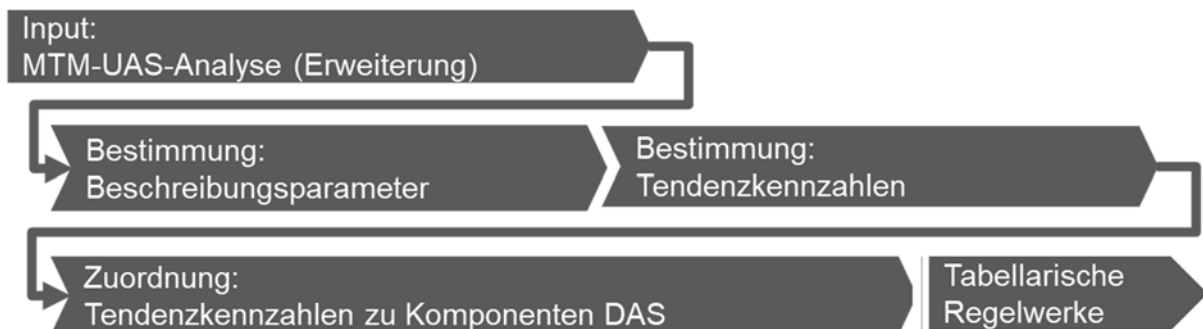 Input:
MTM-UAS-Analyse (Erweiterung)
Bestimmung:
Beschreibungsparameter
Bestimmung:
Tendenzkennzahlen
Zuordnung:
Tendenzkennzahlen zu Komponenten DAS
Tabellarische
Regelwerke